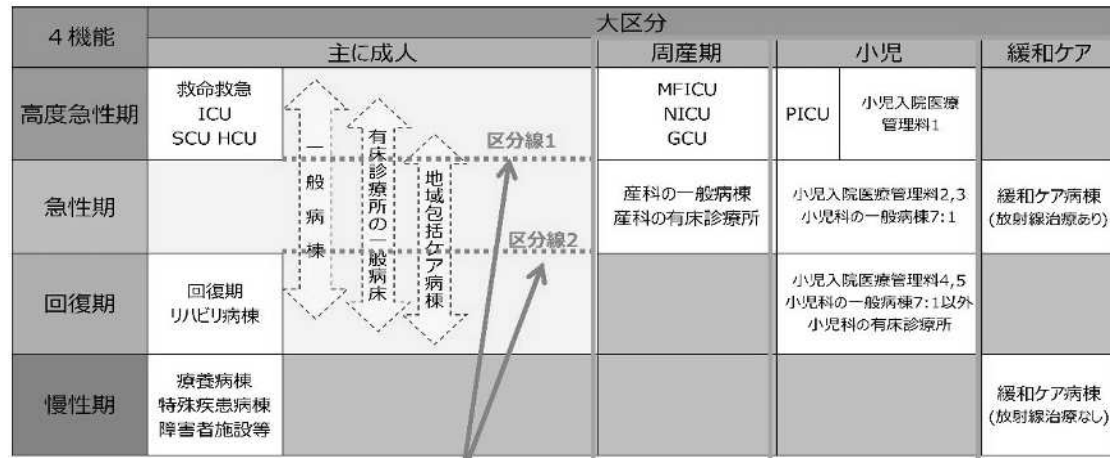 4機能
大区分
主に成人
周産期
小児
緩和ケア
高度急性期
救命救急
ICU
SCU HCU
一般病棟
有床診療所の一般病床
地域包括ケア病棟
区分線1
MFICU
NICU
GCU
PICU
小児入院医療
管理料1
急性期
産科の一般病棟
産科の有床診療所
小児入院医療管理料2,3
小児科の一般病棟7:1
緩和ケア病棟
(放射線治療あり)
区分線2
回復期
回復期
リハビリ病棟
小児入院医療管理料4,5
小児科の一般病棟7:1以外
小児科の有床診療所
慢性期
療養病棟
特殊疾患病棟
障害者施設等
緩和ケア病棟
(放射線治療なし)